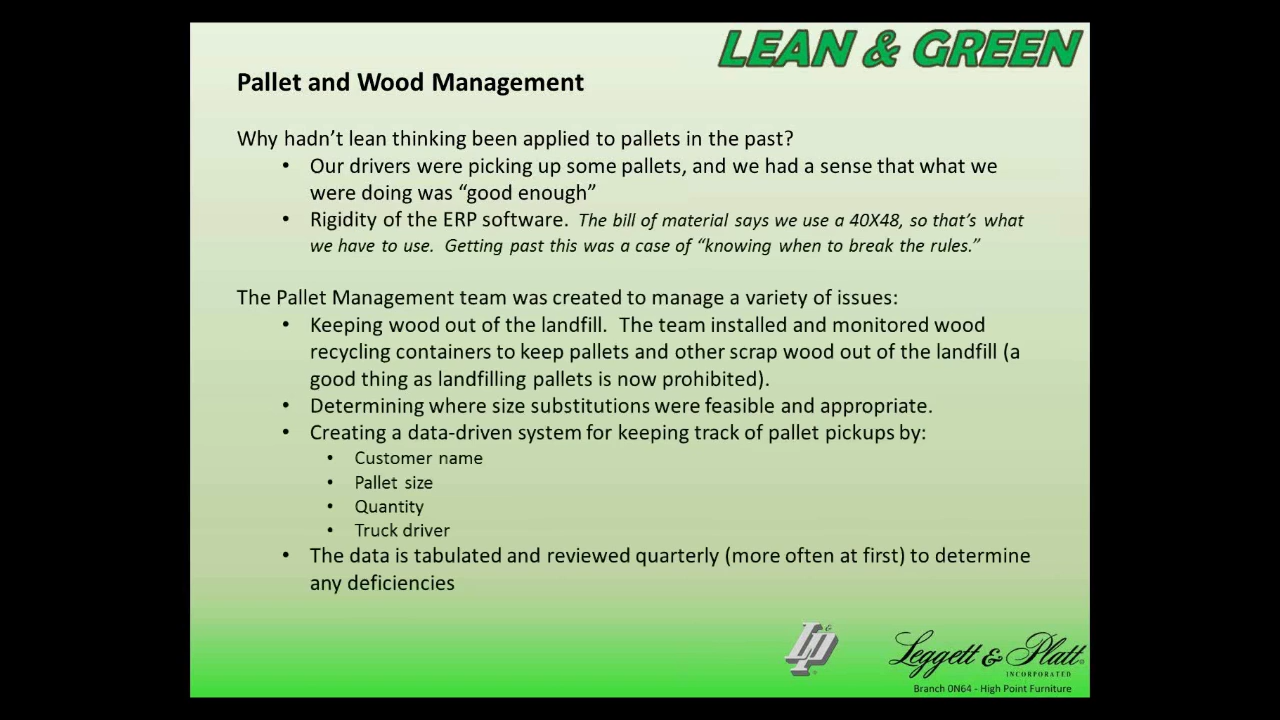 LEAN & GREEN
Pallet and Wood Management
Why hadn’t lean thinking been applied to pallets in the past?
• Our drivers were picking up some pallets, and we had a sense that what we
were doing was “good enough”
• Rigidity of the ERP software. The bill of material says we use a 40X48, so that’s what
we have to use. Getting past this was a case of “knowing when to break the rules.”
The Pallet Management team was created to manage a variety of issues:
• Keeping wood out of the landfill. The team installed and monitored wood
recycling containers to keep pallets and other scrap wood out of the landfill (a
good thing as landfilling pallets is now prohibited).
• Determining where size substitutions were feasible and appropriate.
• Creating a data-driven system for keeping track of pallet pickups by:
• Customer name
• Pallet size
• Quantity
• Truck driver
• The data is tabulated and reviewed quarterly (more often at first) to determine
any deficiencies
L&P
Leggett & Platt
INCORPORATED
Branch 0N64 - High Point Furniture